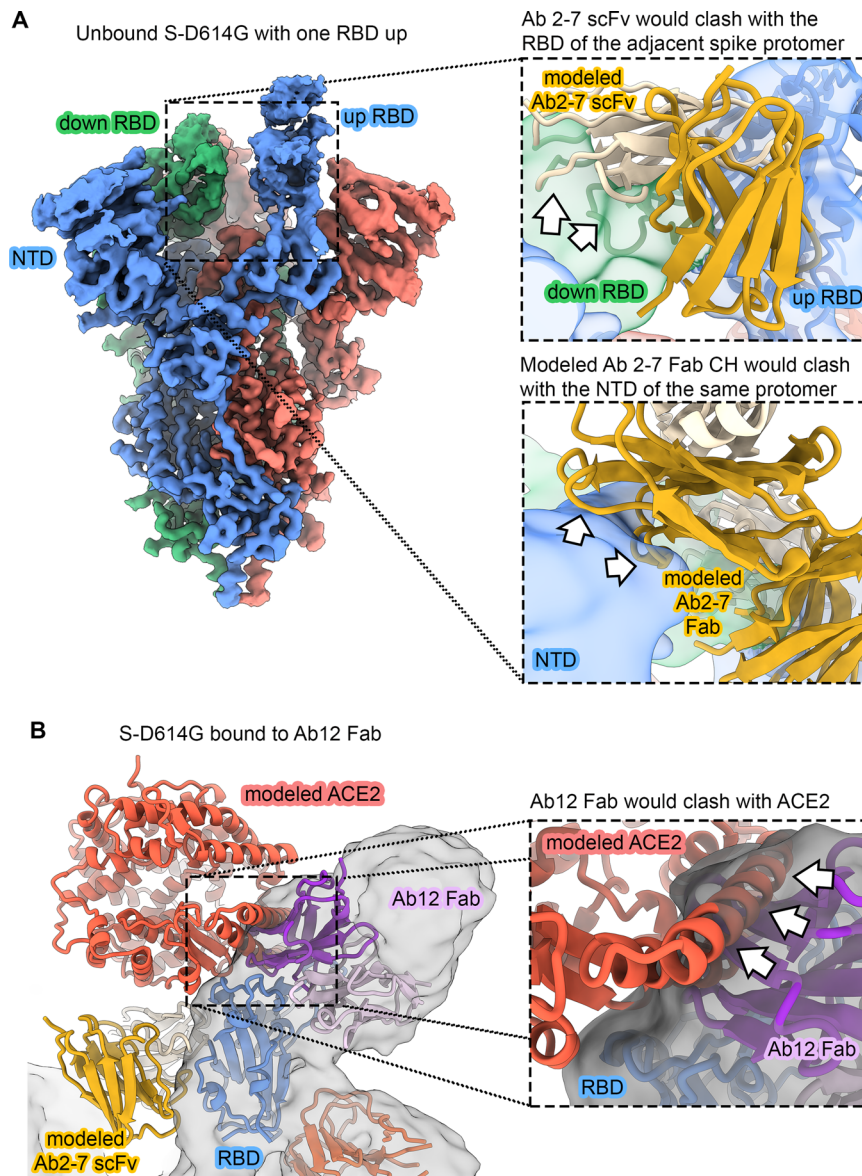 A
Unbound S-D614G with one RBD up
down RBD
up RBD
NTD
Ab 2-7 scFv would clash with the
RBD of the adjacent spike protomer
modeled
Ab2-7 scFv
down RBD
up RBD
Modeled Ab 2-7 Fab CH would clash
with the NTD of the same protomer
modeled
Ab2-7
Fab
NTD
B
S-D614G bound to Ab12 Fab
modeled ACE2
Ab12 Fab
modeled
Ab2-7 scFv
RBD
Ab12 Fab would clash with ACE2
modeled ACE2
Ab12 Fab
RBD